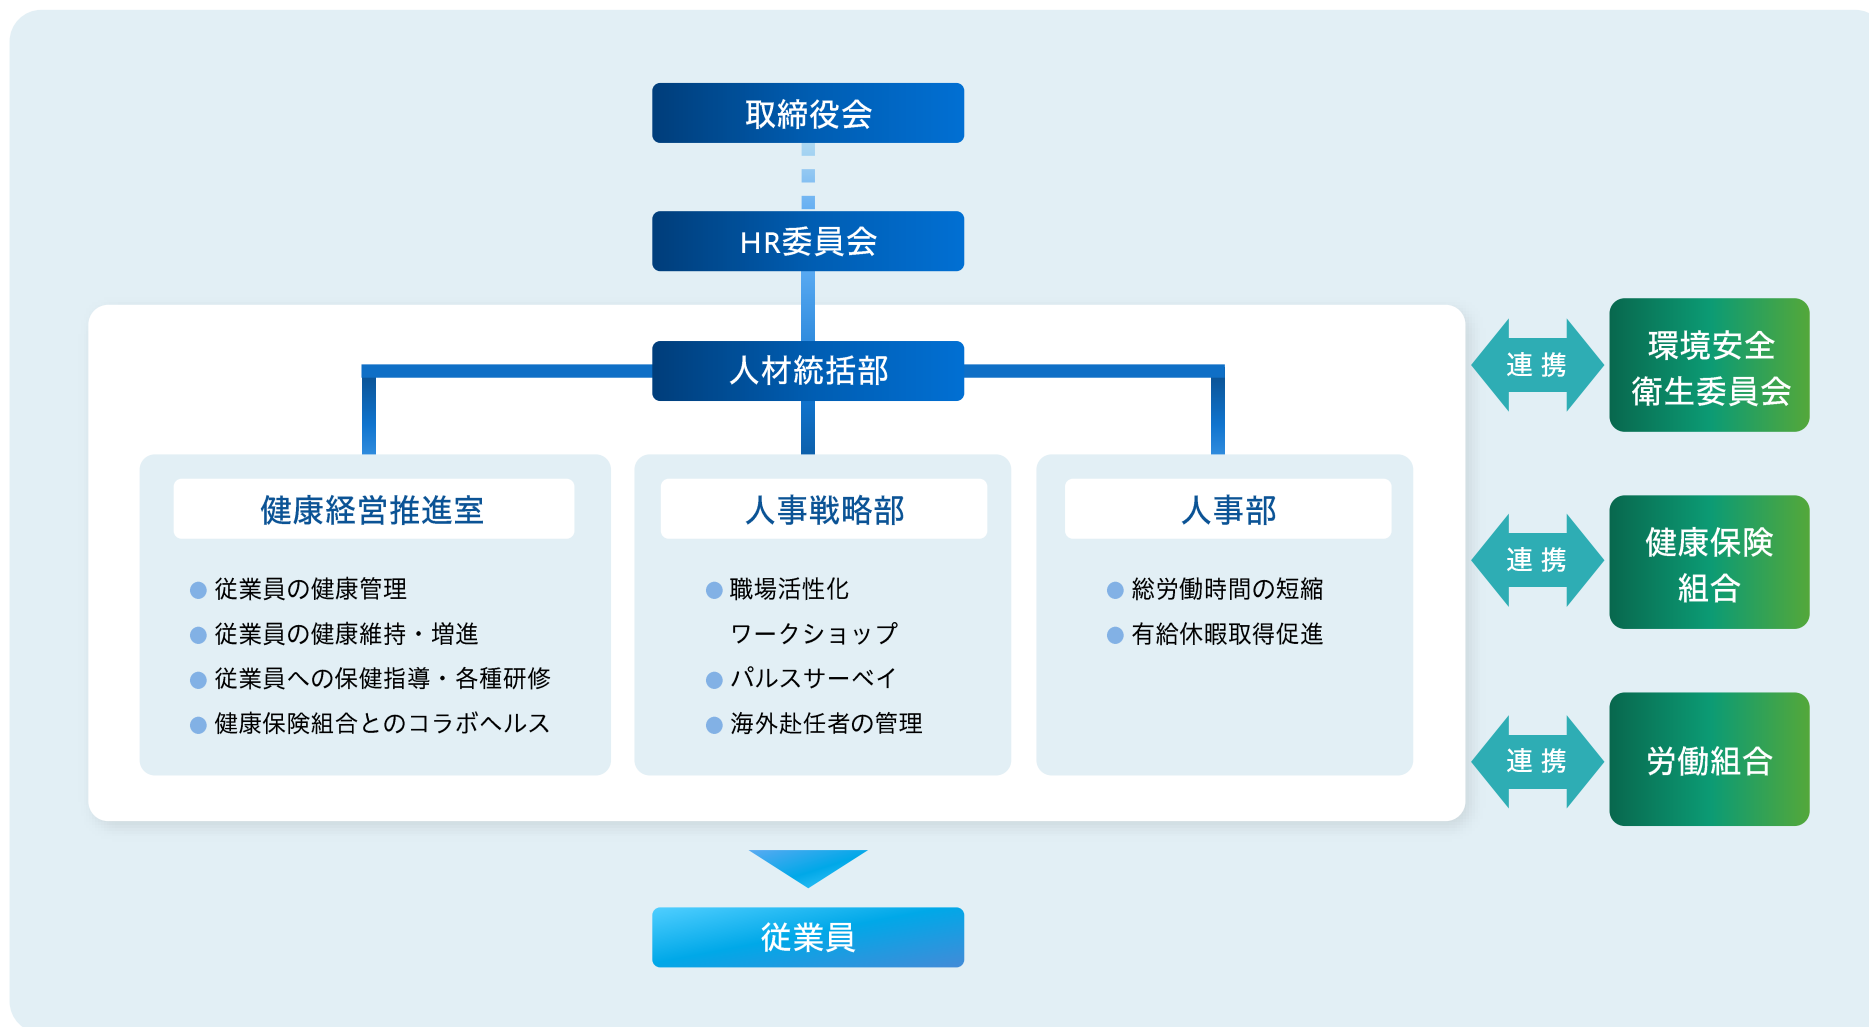 取締役会
HR委員会
人材統括部
健康経営推進室
従業員の健康管理
従業員の健康維持・増進
従業員への保健指導・各種研修
健康保険組合とのコラボヘルス
人事戦略部
職場活性化
ワークショップ
パルスサーベイ
海外赴任者の管理
人事部
総労働時間の短縮
有給休暇取得促進
連携
環境安全
衛生委員会
連携
健康保険
組合
連携
労働組合
従業員